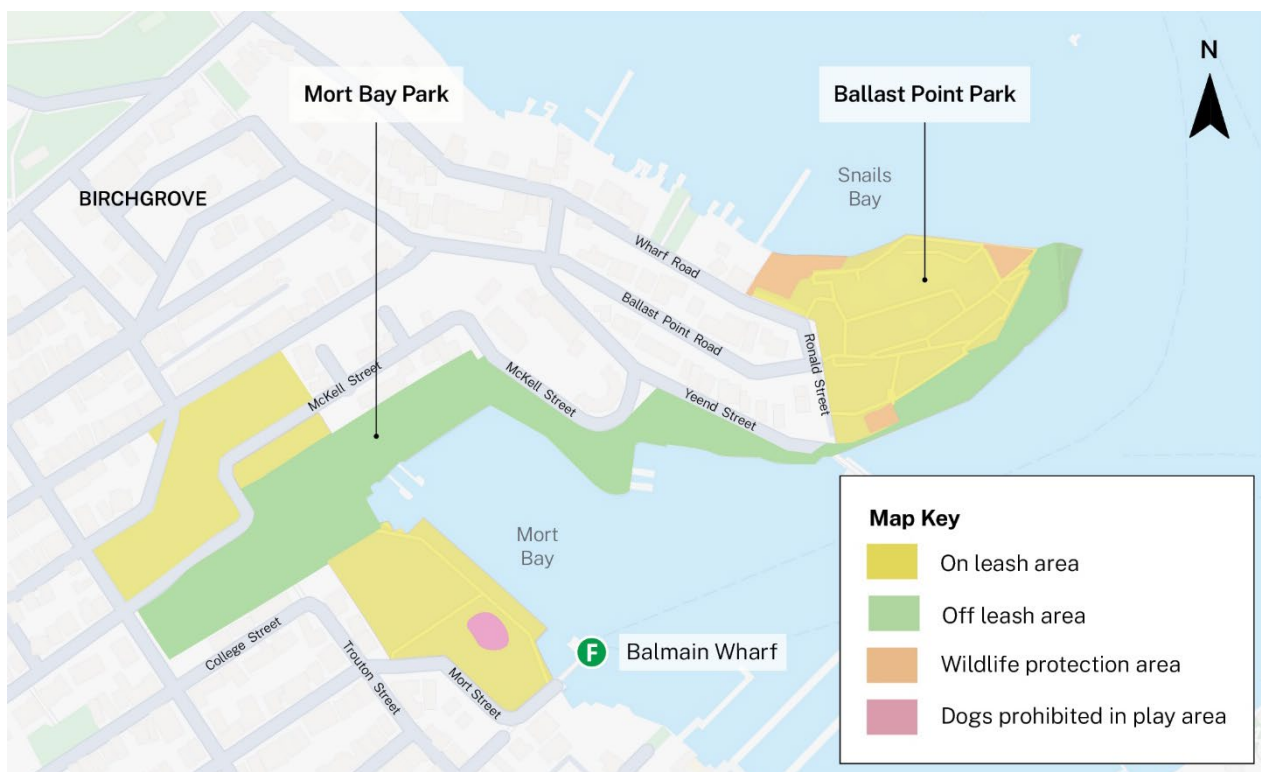 N
Mort Bay Park
Ballast Point Park
Snails
Bay
BIRCHGROVE
Wharf Road
Ballast Point Road
Ronald Street
McKell Street
McKell Street
Yeend Street
Mort
Bay
College Street
Trouton Street
Mort Street
F Balmain Wharf
Map Key
On leash area
Off leash area
Wildlife protection area
Dogs prohibited in play area